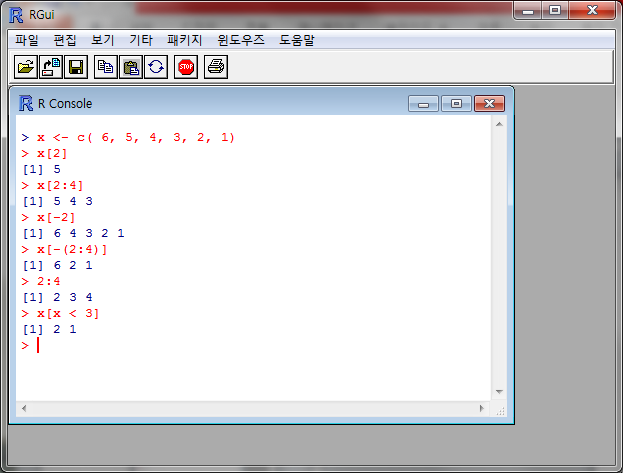 RGui
파일 편집 보기 기타 패키지 윈도우즈 도움말
STOP
R Console
> x <- c( 6, 5, 4, 3, 2, 1)
> x[2]
[1] 5
> x[2:4]
[1] 5 4 3
> x[-2]
[1] 6 4 3 2 1
> x[-(2:4)]
[1] 6 2 1
> 2:4
[1] 2 3 4
> x[x < 3]
[1] 2 1
>